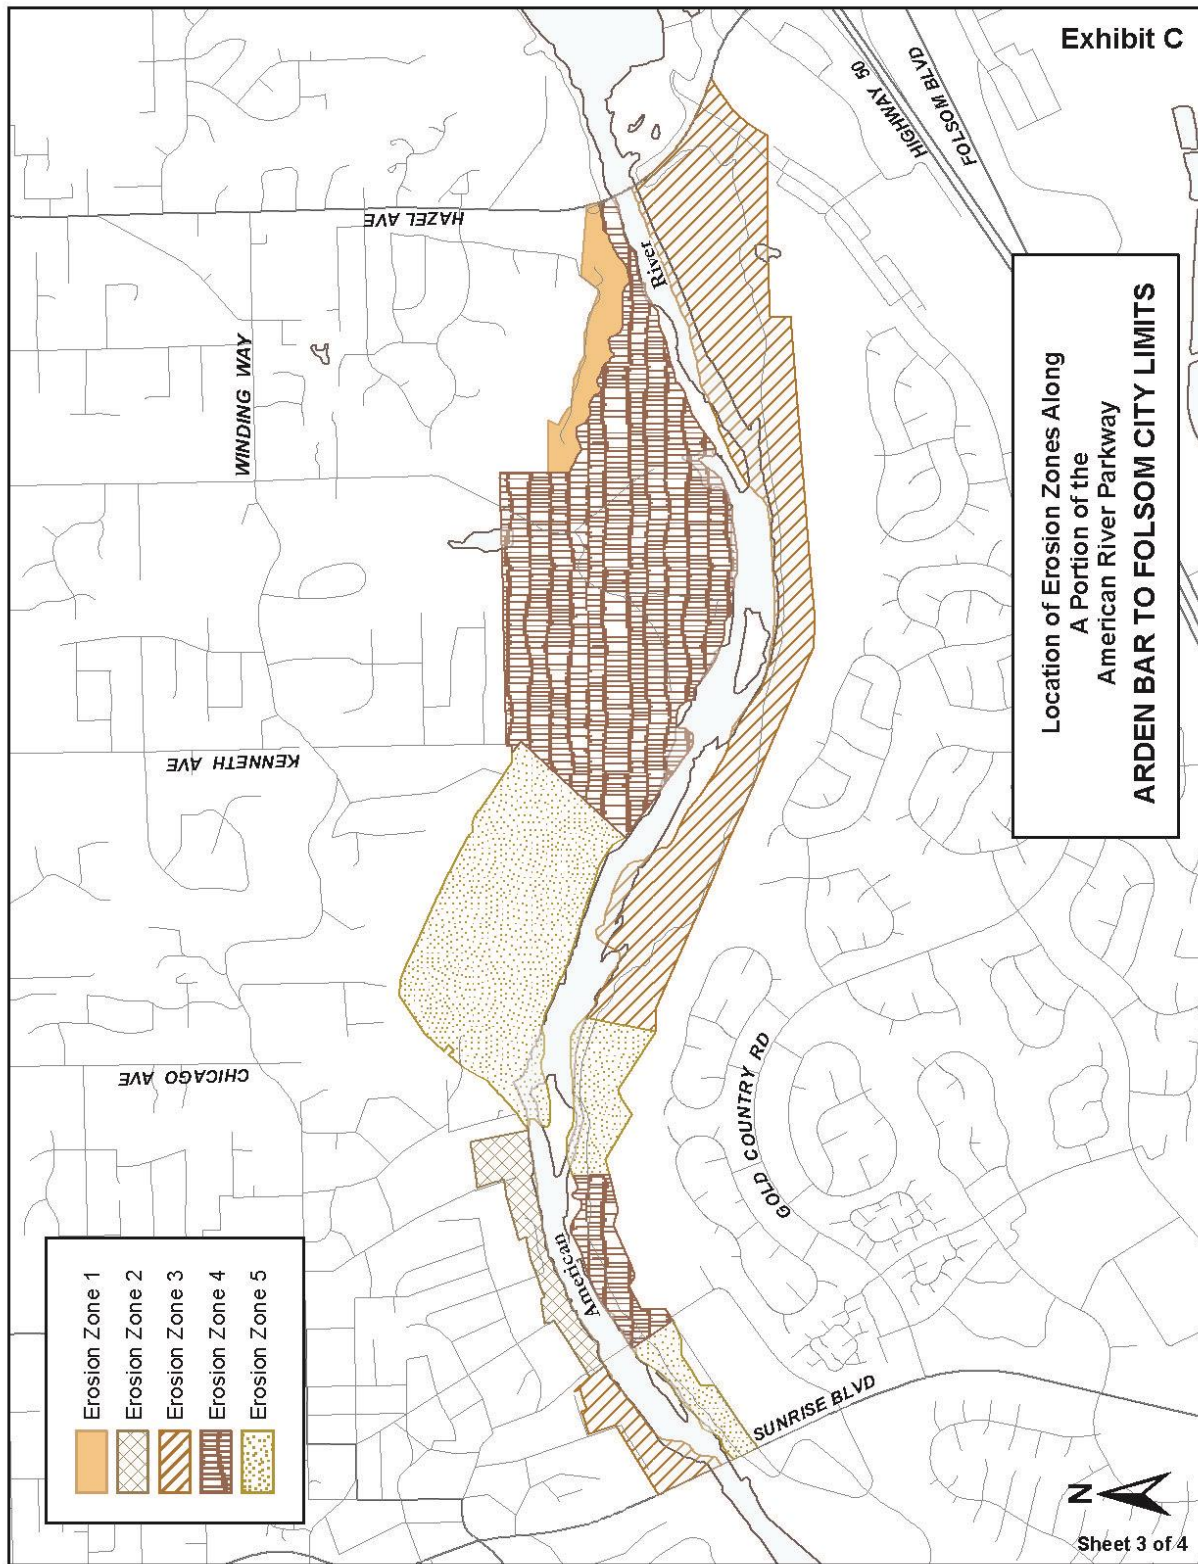 Exhibit C
HIGHWAY 50
FOLSOM BLVD
HAZEL AVE
WINDING WAY
River
KENNETH AVE
CHICAGO AVE
GOLD COUNTRY RD
American
SUNRISE BLVD
Location of Erosion Zones Along
A Portion of the
American River Parkway
ARDEN BAR TO FOLSOM CITY LIMITS
Erosion Zone 1
Erosion Zone 2
Erosion Zone 3
Erosion Zone 4
Erosion Zone 5
N
Sheet 3 of 4